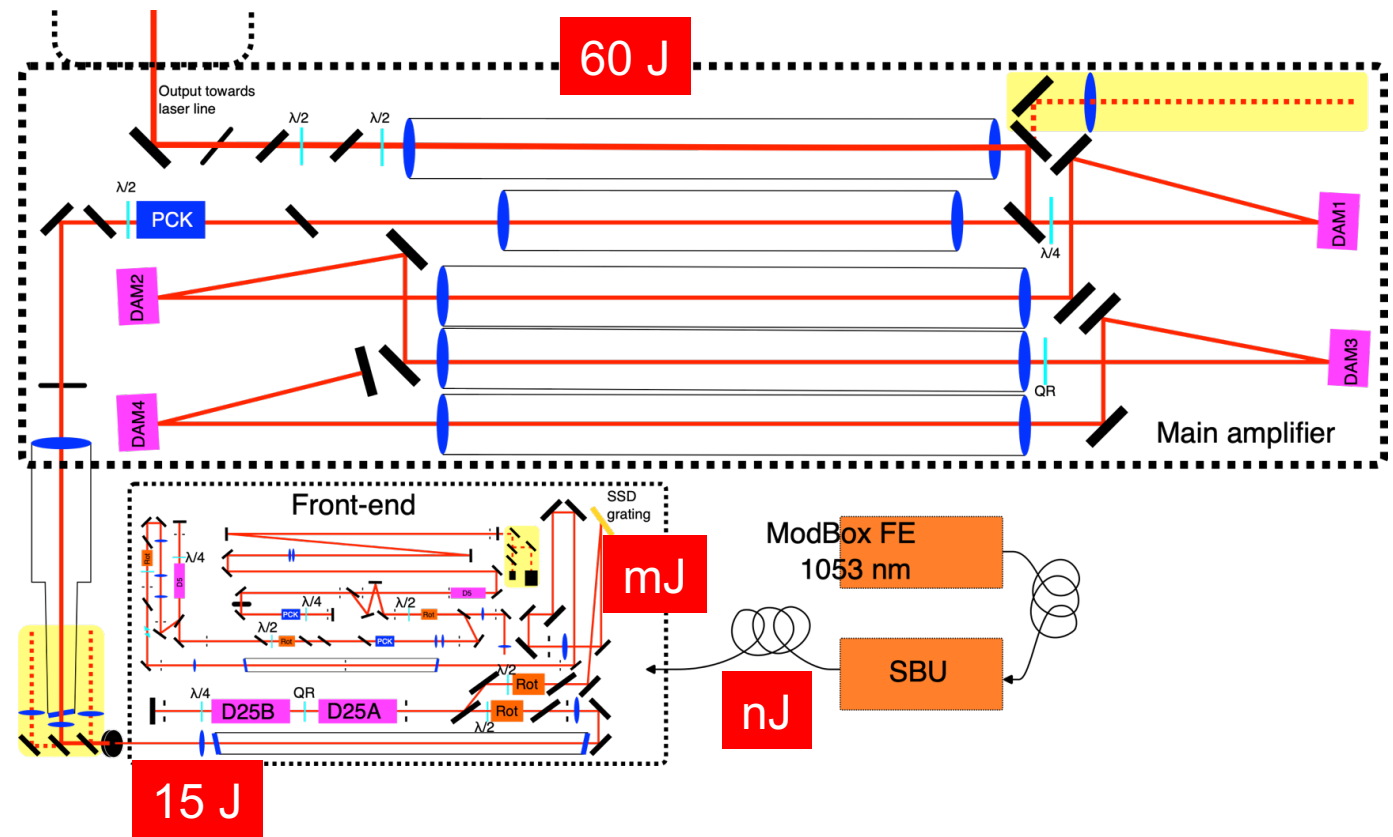 60 J
Output towards
laser line
λ/2
λ/2
λ/2
PCK
λ/4
DAM1
DAM2
DAM3
QR
DAM4
Main amplifier
Front-end
SSD
grating
Rot
λ/4
D5
mJ
ModBox FE
1053 nm
D5
PCK
λ/4
λ/2
Rot
λ/2
Rot
PCK
SBU
nJ
λ/2
Rot
λ/4
D25B
QR
D25A
Rot
λ/2
15 J